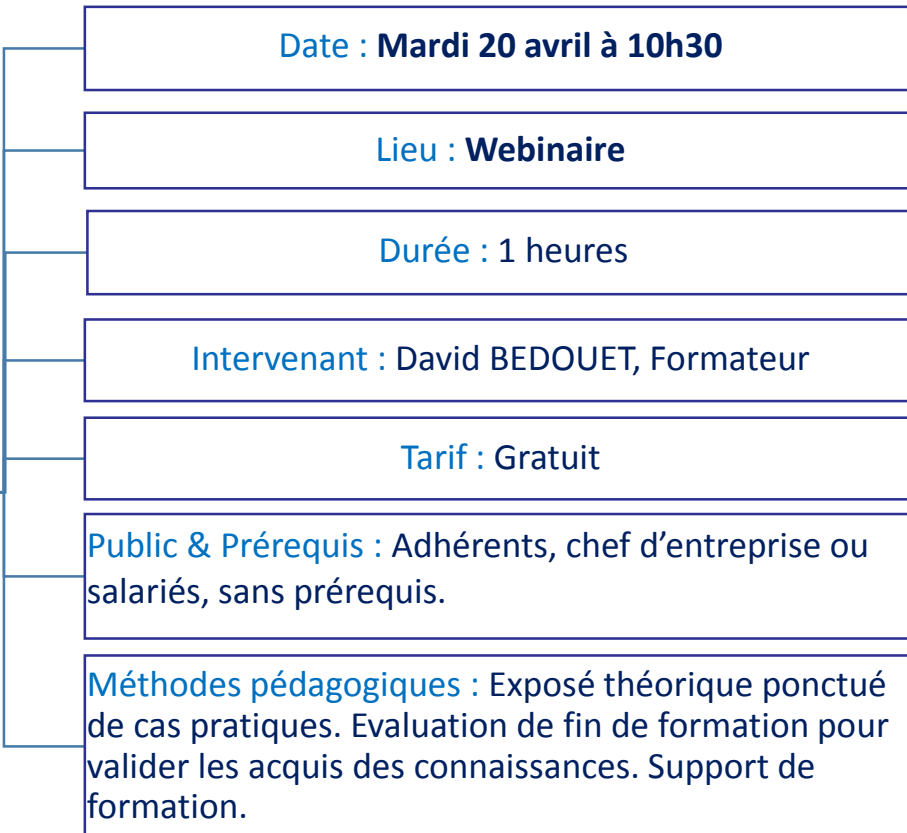 Date : Mardi 20 avril à 10h30
Lieu : Webinaire
Durée : 1 heures
Intervenant : David BEDOUET, Formateur
Tarif : Gratuit
Public & Prérequis : Adhérents, chef d’entreprise ou
salariés, sans prérequis.
Méthodes pédagogiques : Exposé théorique ponctué
de cas pratiques. Evaluation de fin de formation pour
valider les acquis des connaissances. Support de
formation.